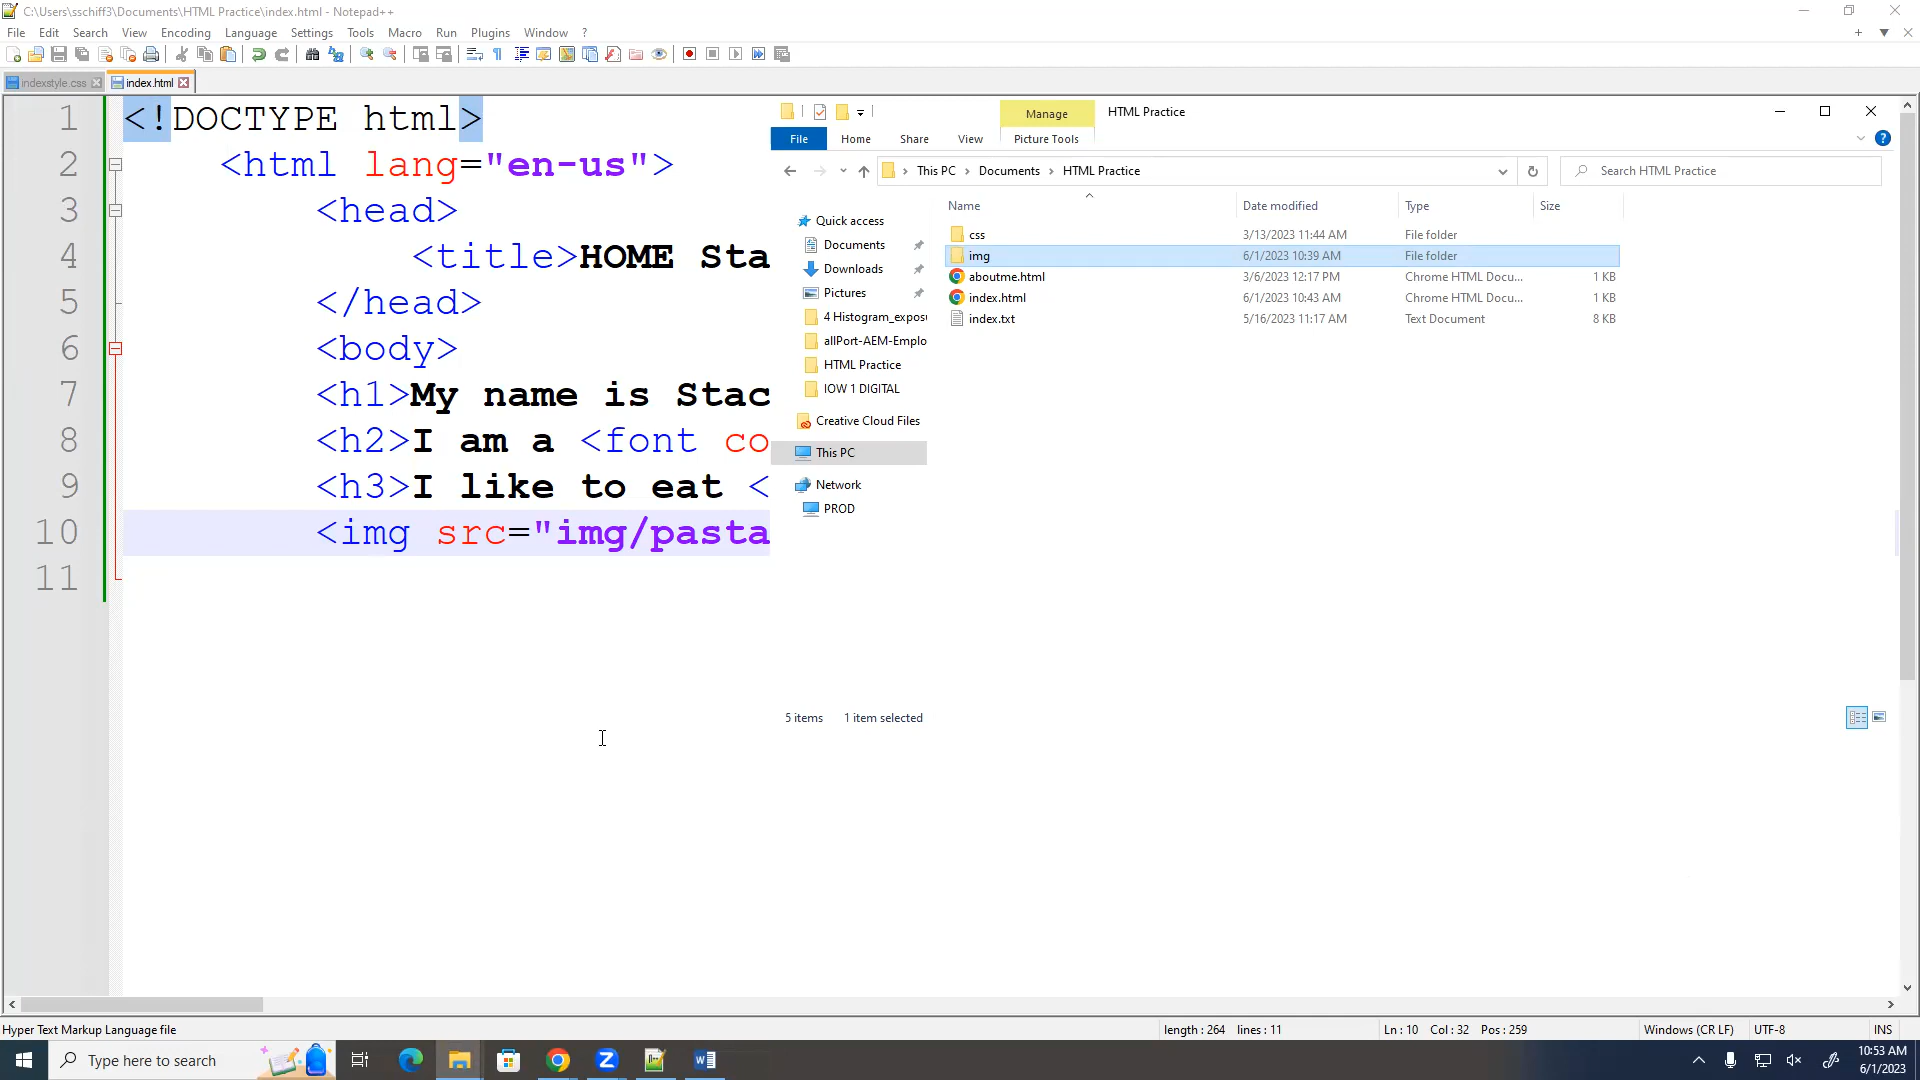 C:\Users\sschiff3\Documents\HTML Practice\index.html - Notepad++
File Edit Search View Encoding Language Settings Tools Macro Run Plugins Window ?
indexstyle.css index.html
1 <!DOCTYPE html>
2 <html lang="en-us">
3 <head>
4 <title>HOME Sta
5 </head>
6 <body>
7 <h1>My name is Stac
8 <h2>I am a <font co
9 <h3>I like to eat <
10 <img src="img/pasta
11
Manage HTML Practice
File Home Share View Picture Tools
This PC > Documents > HTML Practice
Search HTML Practice
Name Date modified Type Size
Quick access
Documents
Downloads
Pictures
4 Histogram_exposu
allPort-AEM-Emplo
HTML Practice
IOW 1 DIGITAL
Creative Cloud Files
This PC
Network
PROD
css 3/13/2023 11:44 AM File folder
img 6/1/2023 10:39 AM File folder
aboutme.html 3/6/2023 12:17 PM Chrome HTML Docu... 1 KB
index.html 6/1/2023 10:43 AM Chrome HTML Docu... 1 KB
index.txt 5/16/2023 11:17 AM Text Document 8 KB
5 items 1 item selected
Hyper Text Markup Language file length : 264 lines : 11 Ln : 10 Col : 32 Pos : 259 Windows (CR LF) UTF-8 INS
Type here to search
10:53 AM
6/1/2023